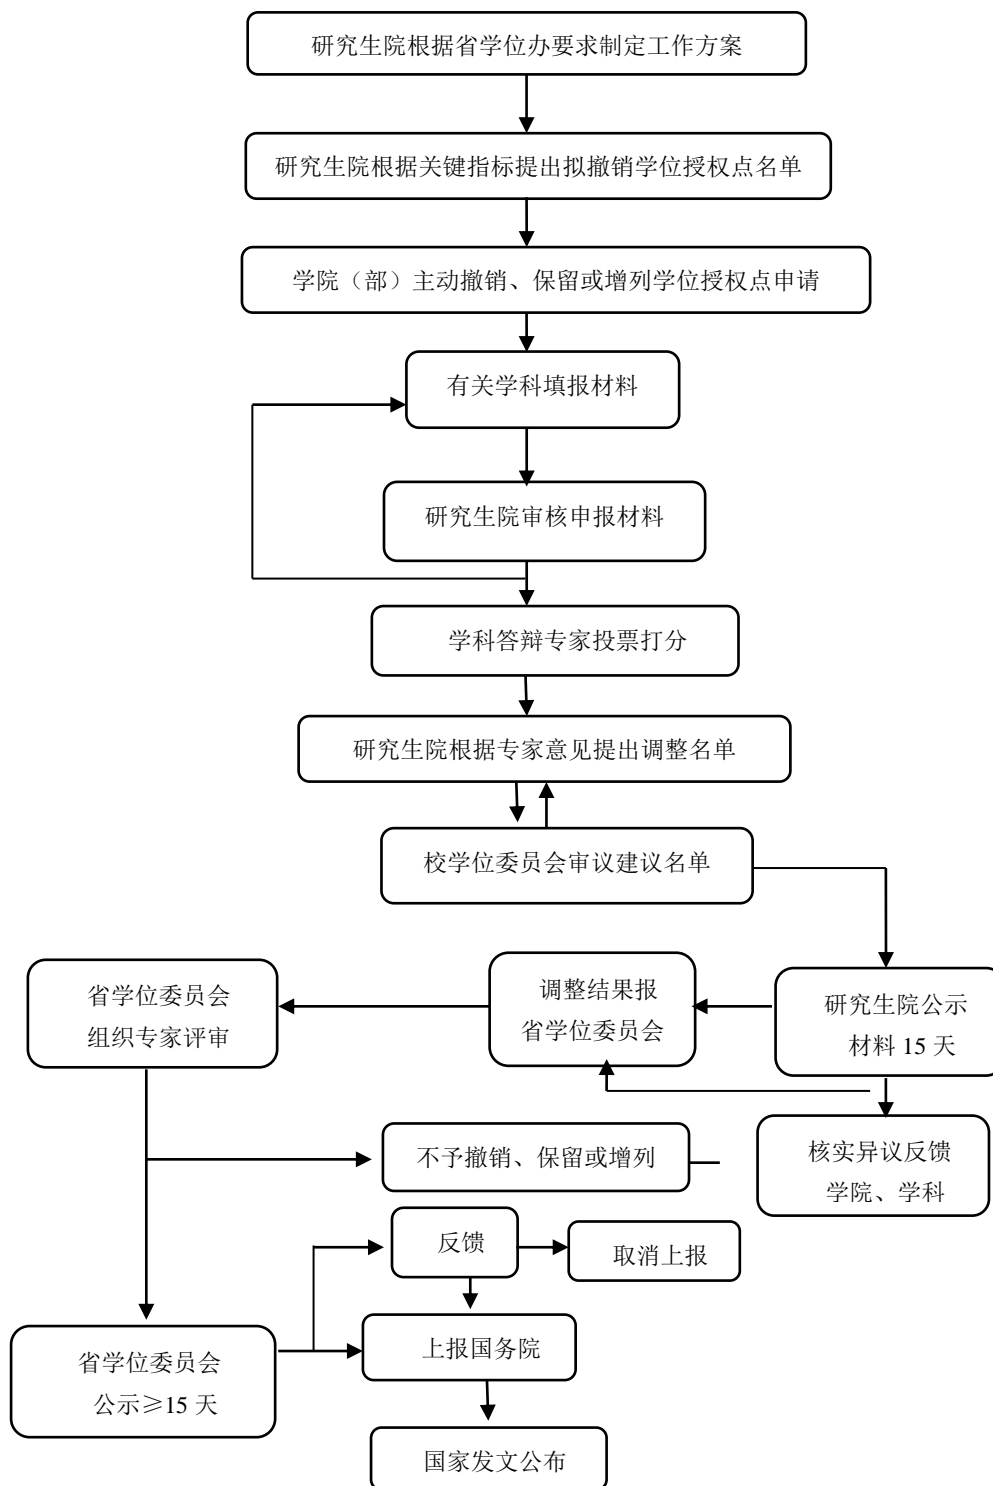 研究生院根据省学位办要求制定工作方案
研究生院根据关键指标提出拟撤销学位授权点名单
学院（部）主动撤销、保留或增列学位授权点申请
有关学科填报材料
研究生院审核申报材料
学科答辩专家投票打分
研究生院根据专家意见提出调整名单
校学位委员会审议建议名单
省学位委员会
组织专家评审
调整结果报
省学位委员会
研究生院公示
材料 15 天
不予撤销、保留或增列
核实异议反馈
学院、学科
反馈
取消上报
省学位委员会
公示≥15 天
上报国务院
国家发文公布